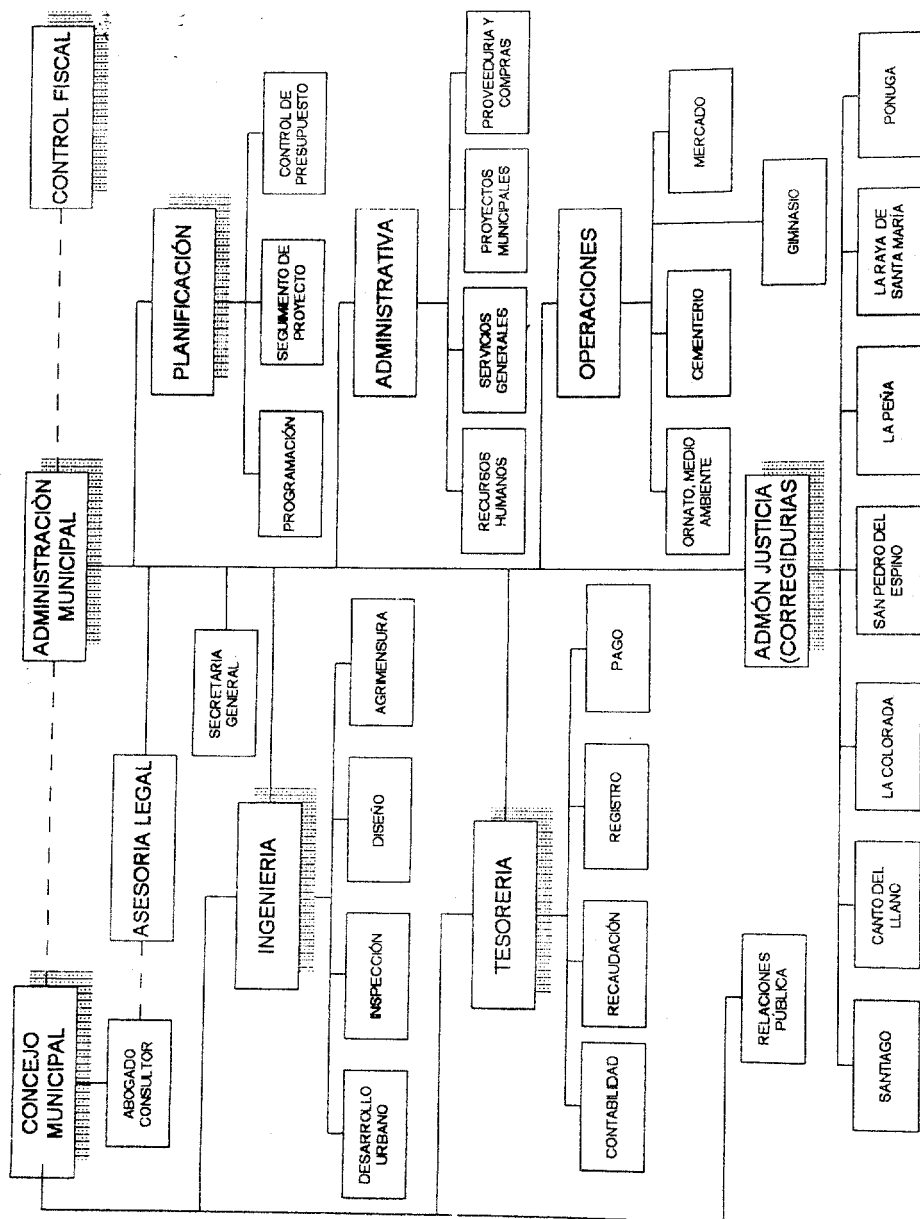 CONCEJO
MUNICIPAL
ADMINISTRACIÒN
MUNICIPAL
CONTROL FISCAL
ABOGADO
CONSULTOR
ASESORIA LEGAL
SECRETARIA
GENERAL
PLANIFICACIÓN
PROGRAMACIÓN
SEGUIMENTO DE
PROYECTO
CONTROL DE
PRESUPUESTO
INGENIERIA
DESARROLLO
URBANO
INSPECCIÓN
DISEÑO
AGRIMENSURA
ADMINISTRATIVA
RECURSOS
HUMANOS
SERVICIOS
GENERALES
PROYECTOS
MUNICIPALES
PROVEEDURIA Y
COMPRAS
TESORERIA
CONTABILIDAD
RECAUDACIÓN
REGISTRO
PAGO
OPERACIONES
ORNATO, MEDIO
AMBIENTE
CEMENTERIO
MERCADO
GIMNASIO
RELACIONES
PÚBLICA
ADMÓN JUSTICIA
(CORREGIDURIAS)
SANTIAGO
CANTO DEL
LLANO
LA COLORADA
SAN PEDRO DEL
ESPINO
LA PEÑA
LA RAYA DE
SANTA MARÍA
PONUGA